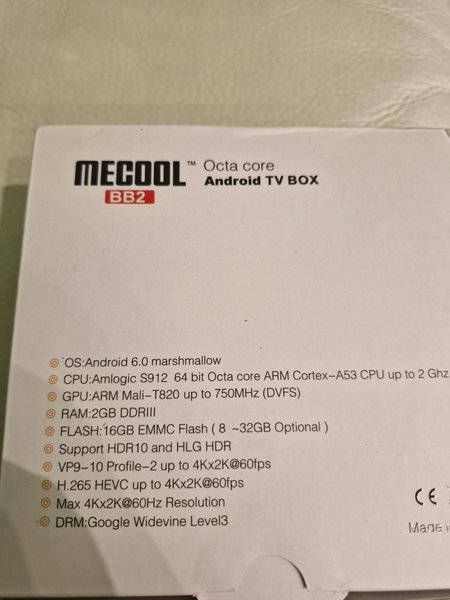 MECOOL™ Octa core
Android TV BOX
BB2
OS:Android 6.0 marshmallow
CPU:Amlogic S912 64 bit Octa core ARM Cortex-A53 CPU up to 2 Ghz
GPU:ARM Mali-T820 up to 750MHz (DVFS)
RAM:2GB DDRIII
FLASH:16GB EMMC Flash ( 8 ~32GB Optional )
Support HDR10 and HLG HDR
VP9-10 Profile-2 up to 4Kx2K@60fps
H.265 HEVC up to 4Kx2K@60fps
Max 4Kx2K@60Hz Resolution
DRM:Google Widevine Level3
CE
Made in